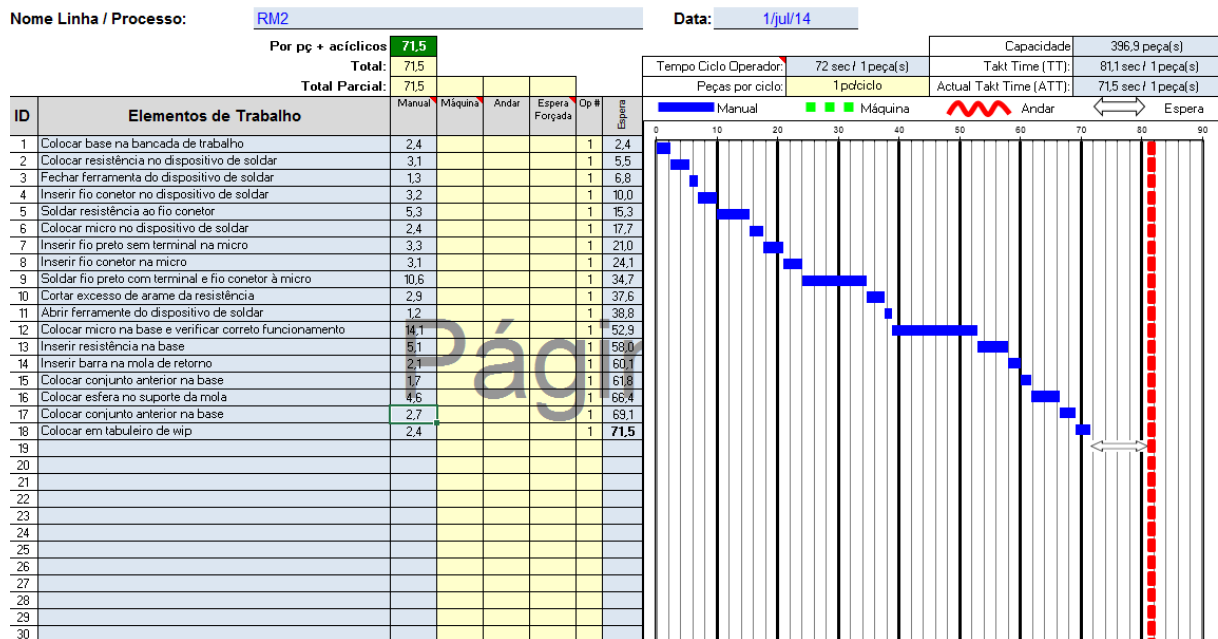 Nome Linha / Processo: RM2 Data: 1/jul/14
Por pç + acíclicos 71,5 Capacidade 396,9 peça(s)
Total: 71,5 Tempo Ciclo Operador: 72 sec / 1 peça(s) Takt Time (TT): 81,1 sec / 1 peça(s)
Total Parcial: 71,5 Peças por ciclo: 1 pc/ciclo Actual Takt Time (ATT): 71,5 sec / 1 peça(s)
ID Elementos de Trabalho Manual Máquina Andar Espera Forçada Op # Espera Manual Máquina Andar Espera
0 10 20 30 40 50 60 70 80 90
1 Colocar base na bancada de trabalho 2,4 1 2,4
2 Colocar resistência no dispositivo de soldar 3,1 1 5,5
3 Fechar ferramenta do dispositivo de soldar 1,3 1 6,8
4 Inserir fio conetor no dispositivo de soldar 3,2 1 10,0
5 Soldar resistência ao fio conetor 5,3 1 15,3
6 Colocar micro no dispositivo de soldar 2,4 1 17,7
7 Inserir fio preto sem terminal na micro 3,3 1 21,0
8 Inserir fio conetor na micro 3,1 1 24,1
9 Soldar fio preto com terminal e fio conetor à micro 10,6 1 34,7
10 Cortar excesso de arame da resistência 2,9 1 37,6
11 Abrir ferramente do dispositivo de soldar 1,2 1 38,8
12 Colocar micro na base e verificar correto funcionamento 14,1 1 52,9
13 Inserir resistência na base 5,1 1 58,0
14 Inserir barra na mola de retorno 2,1 1 60,1
15 Colocar conjunto anterior na base 1,7 1 61,8
16 Colocar esfera no suporte da mola 4,6 1 66,4
17 Colocar conjunto anterior na base 2,7 1 69,1
18 Colocar em tabuleiro de wip 2,4 1 71,5
19
20
21
22
23
24
25
26
27
28
29
30